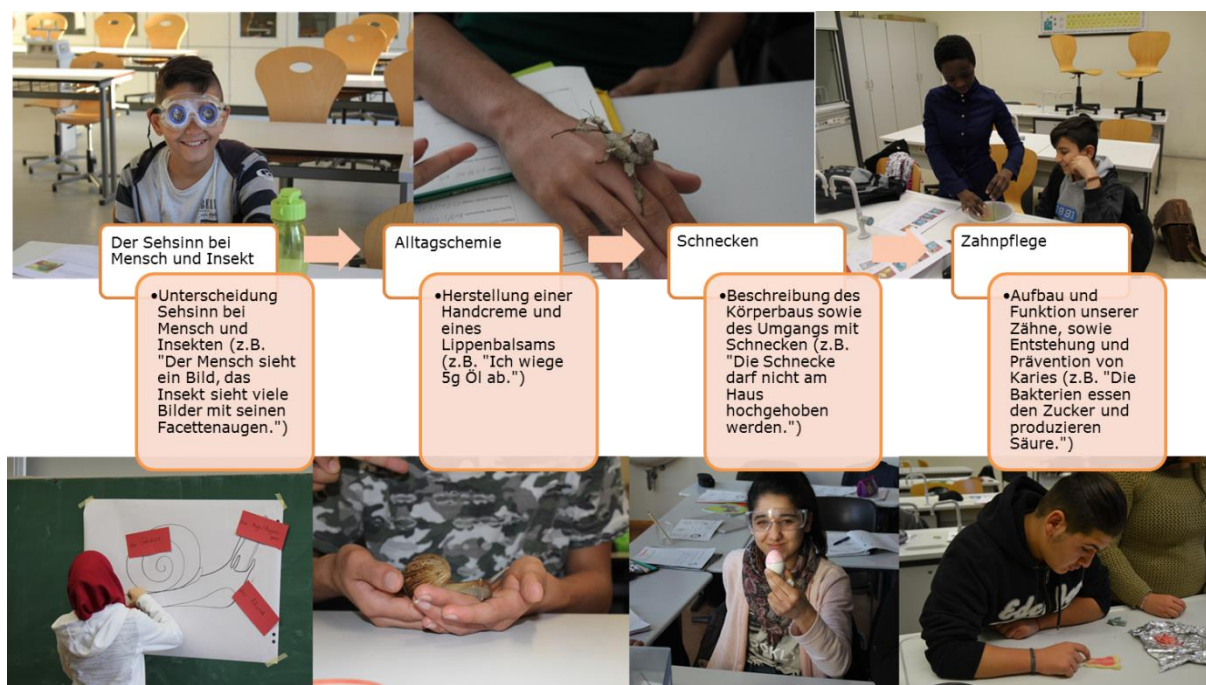 Der Sehsinn bei
Mensch und Insekt
•Unterscheidung
Sehsinn bei
Mensch und
Insekten (z.B.
"Der Mensch sieht
ein Bild, das
Insekt sieht viele
Bilder mit seinen
Facettenaugen.")
Alltagschemie
•Herstellung einer
Handcreme und
eines
Lippenbalsams
(z.B. "Ich wiege
5g Öl ab.")
Schnecken
•Beschreibung des
Körperbaus sowie
des Umgangs mit
Schnecken (z.B.
"Die Schnecke
darf nicht am
Haus
hochgehoben
werden.")
Zahnpflege
•Aufbau und
Funktion unserer
Zähne, sowie
Entstehung und
Prävention von
Karies (z.B. "Die
Bakterien essen
den Zucker und
produzieren
Säure.")